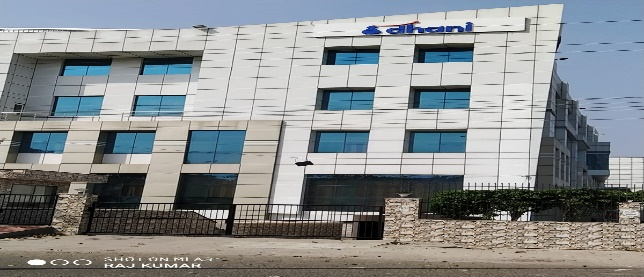 dhani
SHOT ON MI A1
RAJ KUMAR